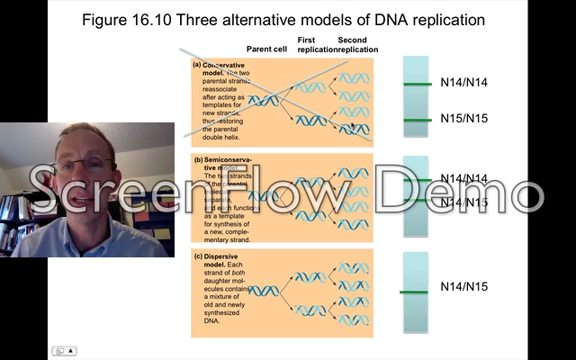 Figure 16.10 Three alternative models of DNA replication
Parent cell
First
replication
Second
replication
(a) Conservative
model. The two
parental strands
reassociate
after acting as
templates for
new strands,
thus restoring
the parental
double helix.
N14/N14
N15/N15
(b) Semiconserva-
tive model.
The two strands
of the parental
molecule
separate,
and each function
as a template
for synthesis of
a new, comple-
mentary strand.
N14/N14
N14/N15
ScreenFlow Demo
(c) Dispersive
model. Each
strand of both
daughter mol-
ecules contains
a mixture of
old and newly
synthesized
DNA.
N14/N15